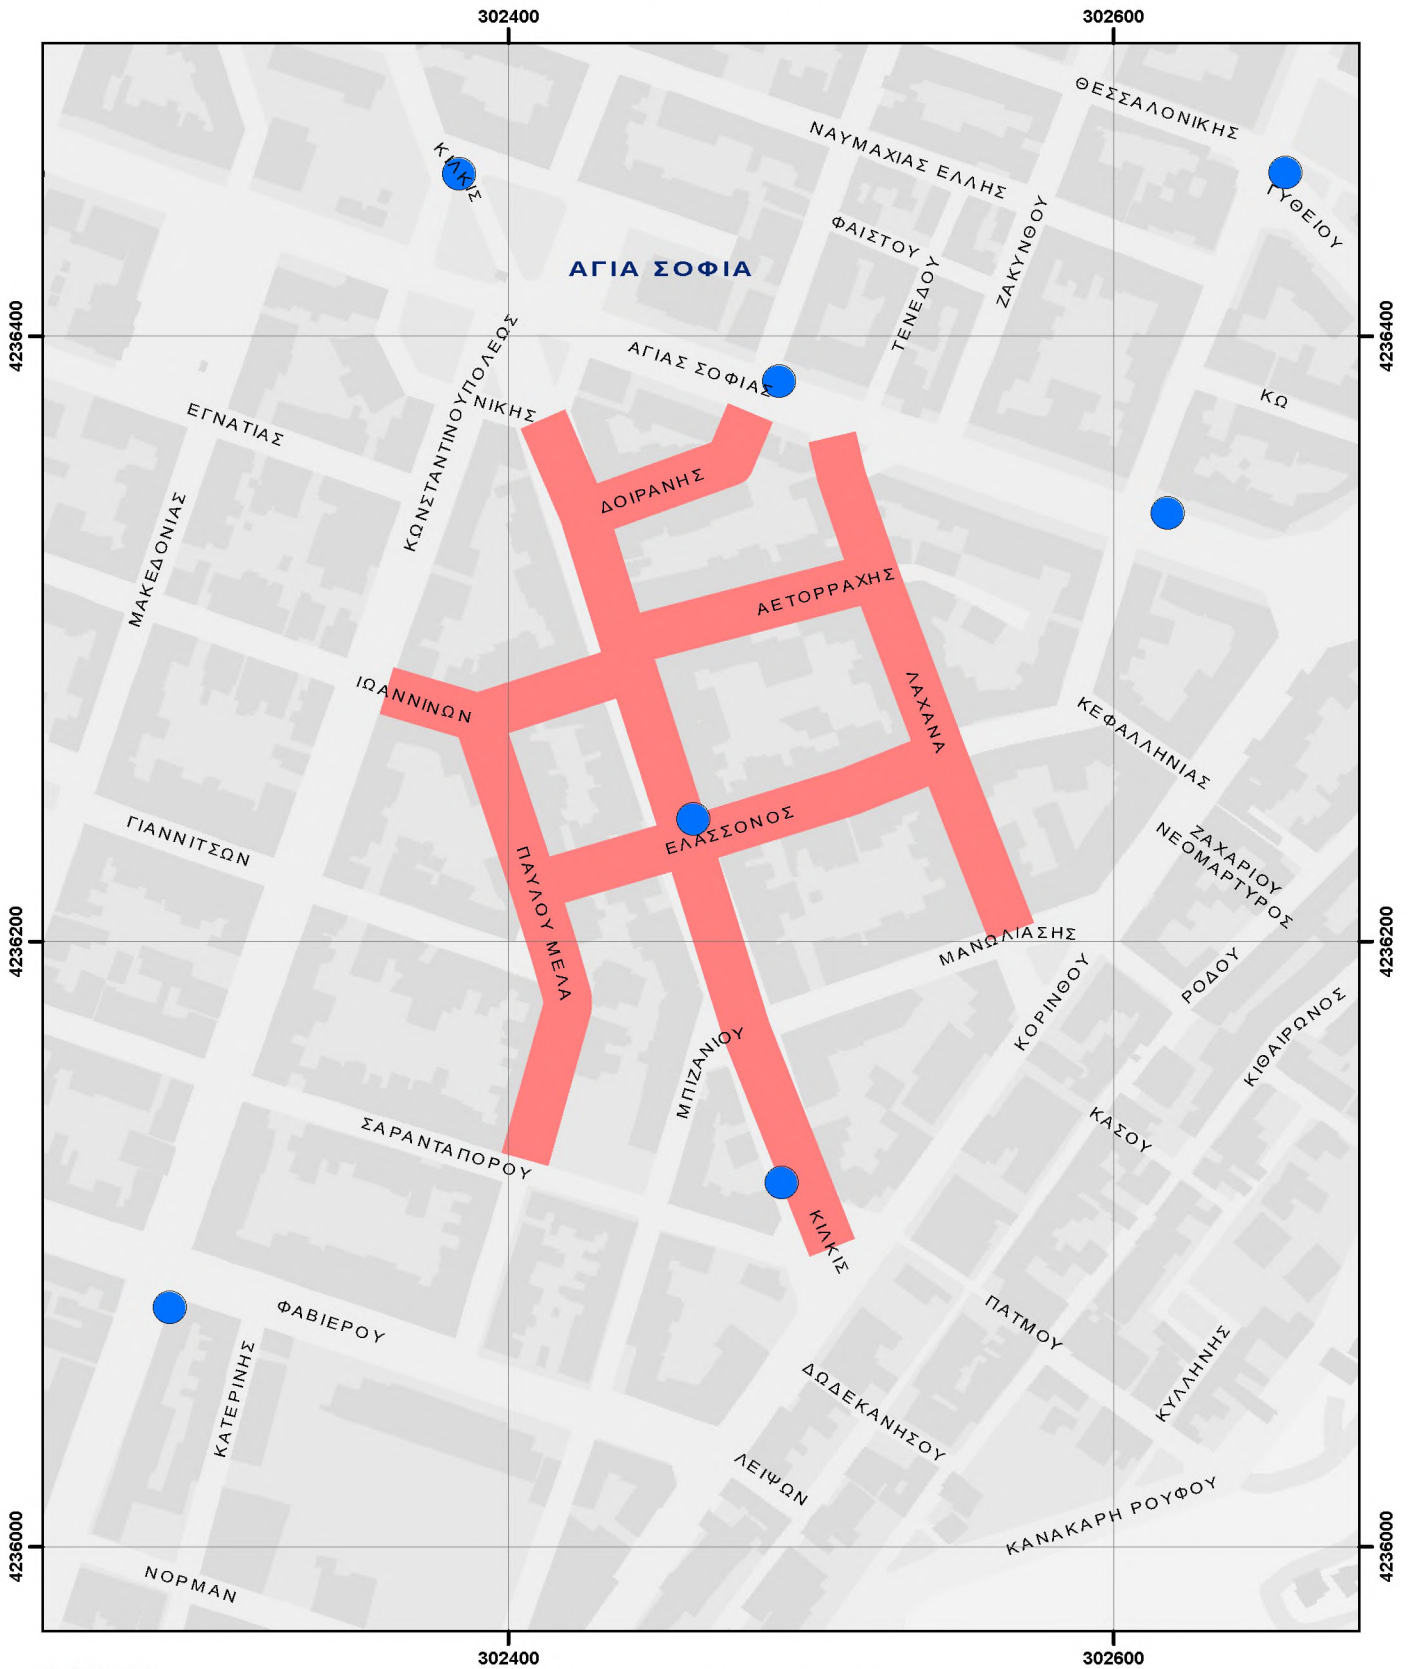 302400
302600
ΘΕΣΣΑΛΟΝΙΚΗΣ
ΝΑΥΜΑΧΙΑΣ ΕΛΛΗΣ
ΚΙΛΚΙΣ
ΓΥΘΕΙΟΥ
ΦΑΙΣΤΟΥ
ΖΑΚΥΝΘΟΥ
ΑΓΙΑ ΣΟΦΙΑ
ΤΕΝΕΔΟΥ
4236400
4236400
ΑΓΙΑΣ ΣΟΦΙΑΣ
ΚΩΝΣΤΑΝΤΙΝΟΥΠΟΛΕΩΣ
ΝΙΚΗΣ
ΚΩ
ΕΓΝΑΤΙΑΣ
ΔΟΙΡΑΝΗΣ
ΜΑΚΕΔΟΝΙΑΣ
ΑΕΤΟΡΡΑΧΗΣ
ΙΩΑΝΝΙΝΩΝ
ΛΑΧΑΝΑ
ΚΕΦΑΛΛΗΝΙΑΣ
ΓΙΑΝΝΙΤΣΩΝ
ΕΛΑΣΣΟΝΟΣ
ΖΑΧΑΡΙΟΥ
ΝΕΟΜΑΡΤΥΡΟΣ
ΠΑΥΛΟΥ ΜΕΛΑ
4236200
4236200
ΜΑΝΩΛΙΑΣΗΣ
ΡΟΔΟΥ
ΚΟΡΙΝΘΟΥ
ΚΙΘΑΙΡΩΝΟΣ
ΜΠΙΖΑΝΙΟΥ
ΣΑΡΑΝΤΑΠΟΡΟΥ
ΚΑΣΟΥ
ΚΙΛΚΙΣ
ΦΑΒΙΕΡΟΥ
ΠΑΤΜΟΥ
ΚΑΤΕΡΙΝΗΣ
ΚΥΛΛΗΝΗΣ
ΔΩΔΕΚΑΝΗΣΟΥ
ΛΕΙΨΩΝ
ΚΑΝΑΚΑΡΗ ΡΟΥΦΟΥ
4236000
4236000
ΝΟΡΜΑΝ
302400
302600